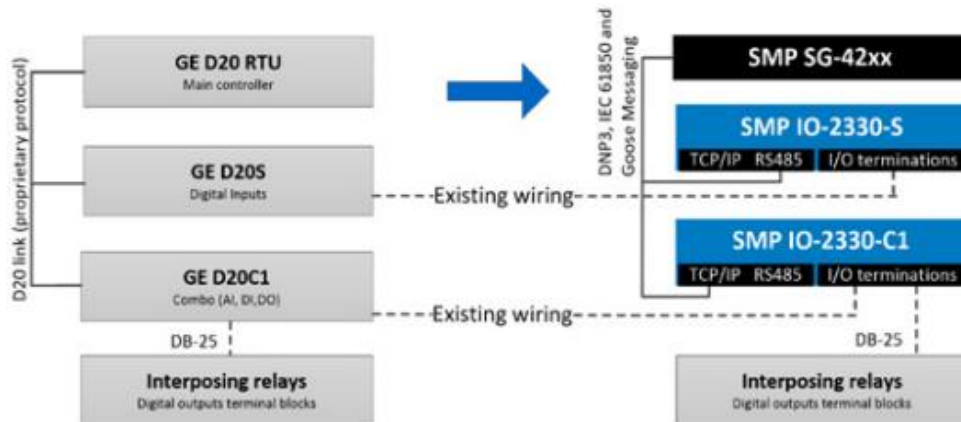 D20 link (proprietary protocol)
GE D20 RTU
Main controller
GE D20S
Digital Inputs
GE D20C1
Combo (AI, DI,DO)
DB-25
Interposing relays
Digital outputs terminal blocks
Existing wiring
Existing wiring
DNP3, IEC 61850 and
Goose Messaging
SMP SG-42xx
SMP IO-2330-S
TCP/IP RS485 I/O terminations
SMP IO-2330-C1
TCP/IP RS485 I/O terminations
DB-25
Interposing relays
Digital outputs terminal blocks